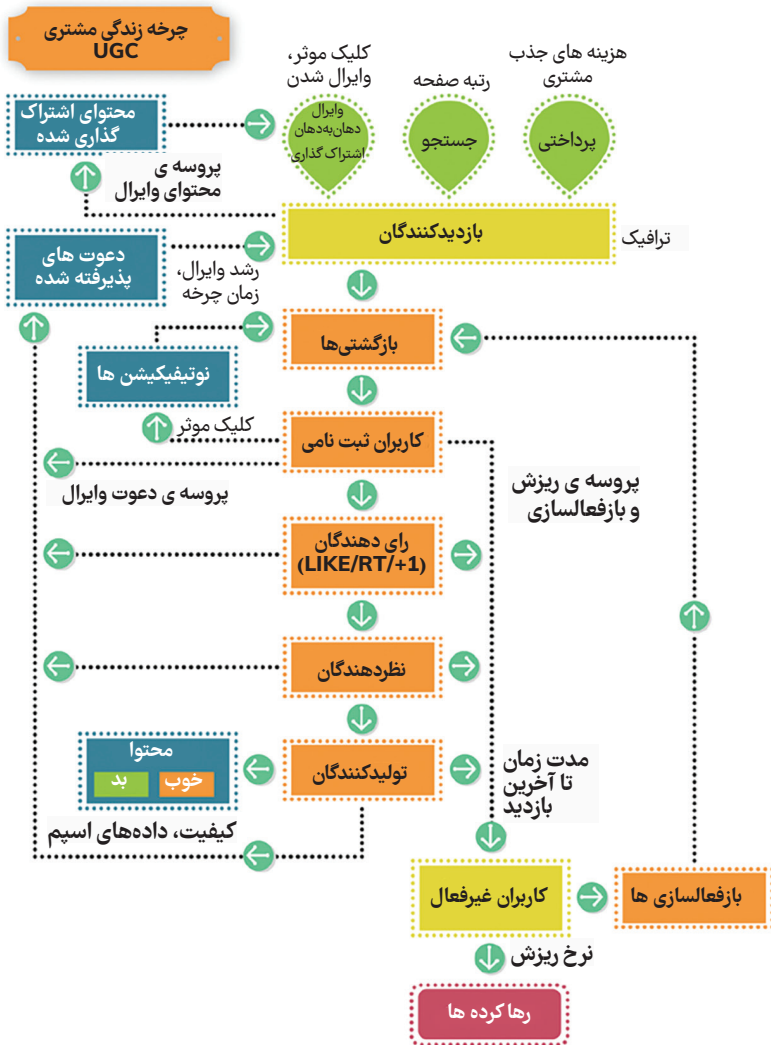 چرخه زندگی مشتری
UGC
هزینه های جذب
مشتری
رتبه صفحه
کلیک موثر،
وایرال شدن
پرداختی
جستجو
وایرال
دهان‌به‌دهان
اشتراک گذاری
محتوای اشتراک
گذاری شده
پروسه ی
محتوای وایرال
بازدیدکنندگان
ترافیک
دعوت های
پذیرفته شده
رشد وایرال،
زمان چرخه
بازگشتی‌ها
نوتیفیکیشن ها
کلیک موثر
کاربران ثبت نامی
پروسه ی دعوت وایرال
پروسه ی ریزش
و بازفعالسازی
رای دهندگان
(LIKE/RT/+1)
نظردهندگان
تولیدکنندگان
محتوا
خوب
بد
کیفیت، داده‌های اسپم
مدت زمان
تا آخرین
بازدید
کاربران غیرفعال
بازفعالسازی ها
نرخ ریزش
رها کرده ها